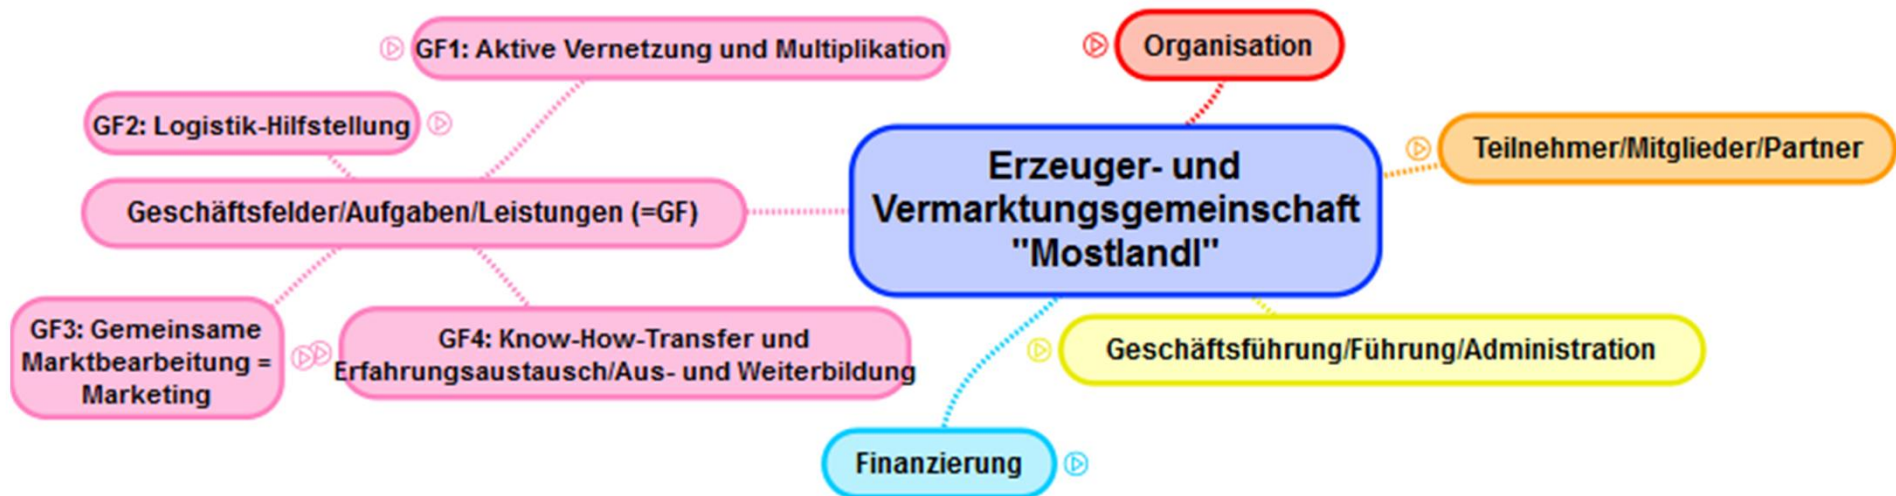 GF1: Aktive Vernetzung und Multiplikation
Organisation
GF2: Logistik-Hilfstellung
Teilnehmer/Mitglieder/Partner
Erzeuger- und
Vermarktungsgemeinschaft
"Mostlandl"
Geschäftsfelder/Aufgaben/Leistungen (=GF)
GF3: Gemeinsame
Marktbearbeitung =
Marketing
GF4: Know-How-Transfer und
Erfahrungsaustausch/Aus- und Weiterbildung
Geschäftsführung/Führung/Administration
Finanzierung